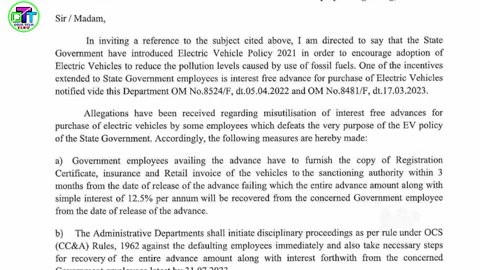 Sir / Madam,
In inviting a reference to the subject cited above, I am directed to say that the State
Government have introduced Electric Vehicle Policy 2021 in order to encourage adoption of
Electric Vehicles to reduce the pollution levels caused by use of fossil fuels. One of the incentives
extended to State Government employees is interest free advance for purchase of Electric Vehicles
notified vide this Department OM No.8524/F, dt.05.04.2022 and OM No.8481/F, dt.17.03.2023.
Allegations have been received regarding misutilisation of interest free advances for
purchase of electric vehicles by some employees which defeats the very purpose of the EV policy
of the State Government. Accordingly, the following measures are hereby made:
a) Government employees availing the advance have to furnish the copy of Registration
Certificate, insurance and Retail invoice of the vehicles to the sanctioning authority within 3
months from the date of release of the advance failing which the entire advance amount along with
simple interest of 12.5% per annum will be recovered from the concerned Government employee
from the date of release of the advance.
b) The Administrative Departments shall initiate disciplinary proceedings as per rule under OCS
(CC&A) Rules, 1962 against the defaulting employees immediately and also take necessary steps
for recovery of the entire advance amount along with interest forthwith from the concerned